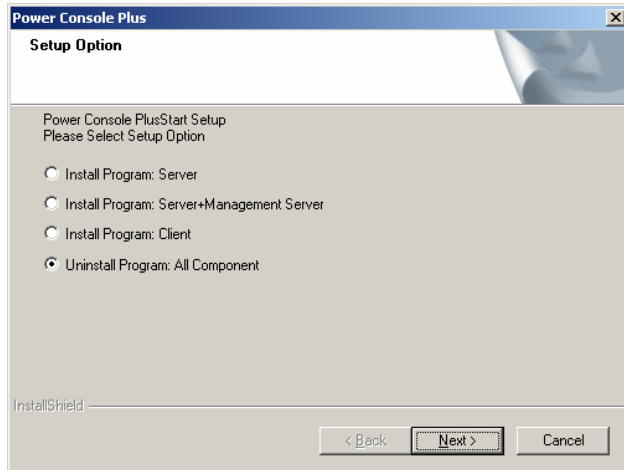 Power Console Plus
Setup Option
Power Console PlusStart Setup
Please Select Setup Option
Install Program: Server
Install Program: Server+Management Server
Install Program: Client
Uninstall Program: All Component
InstallShield
< Back
Next >
Cancel